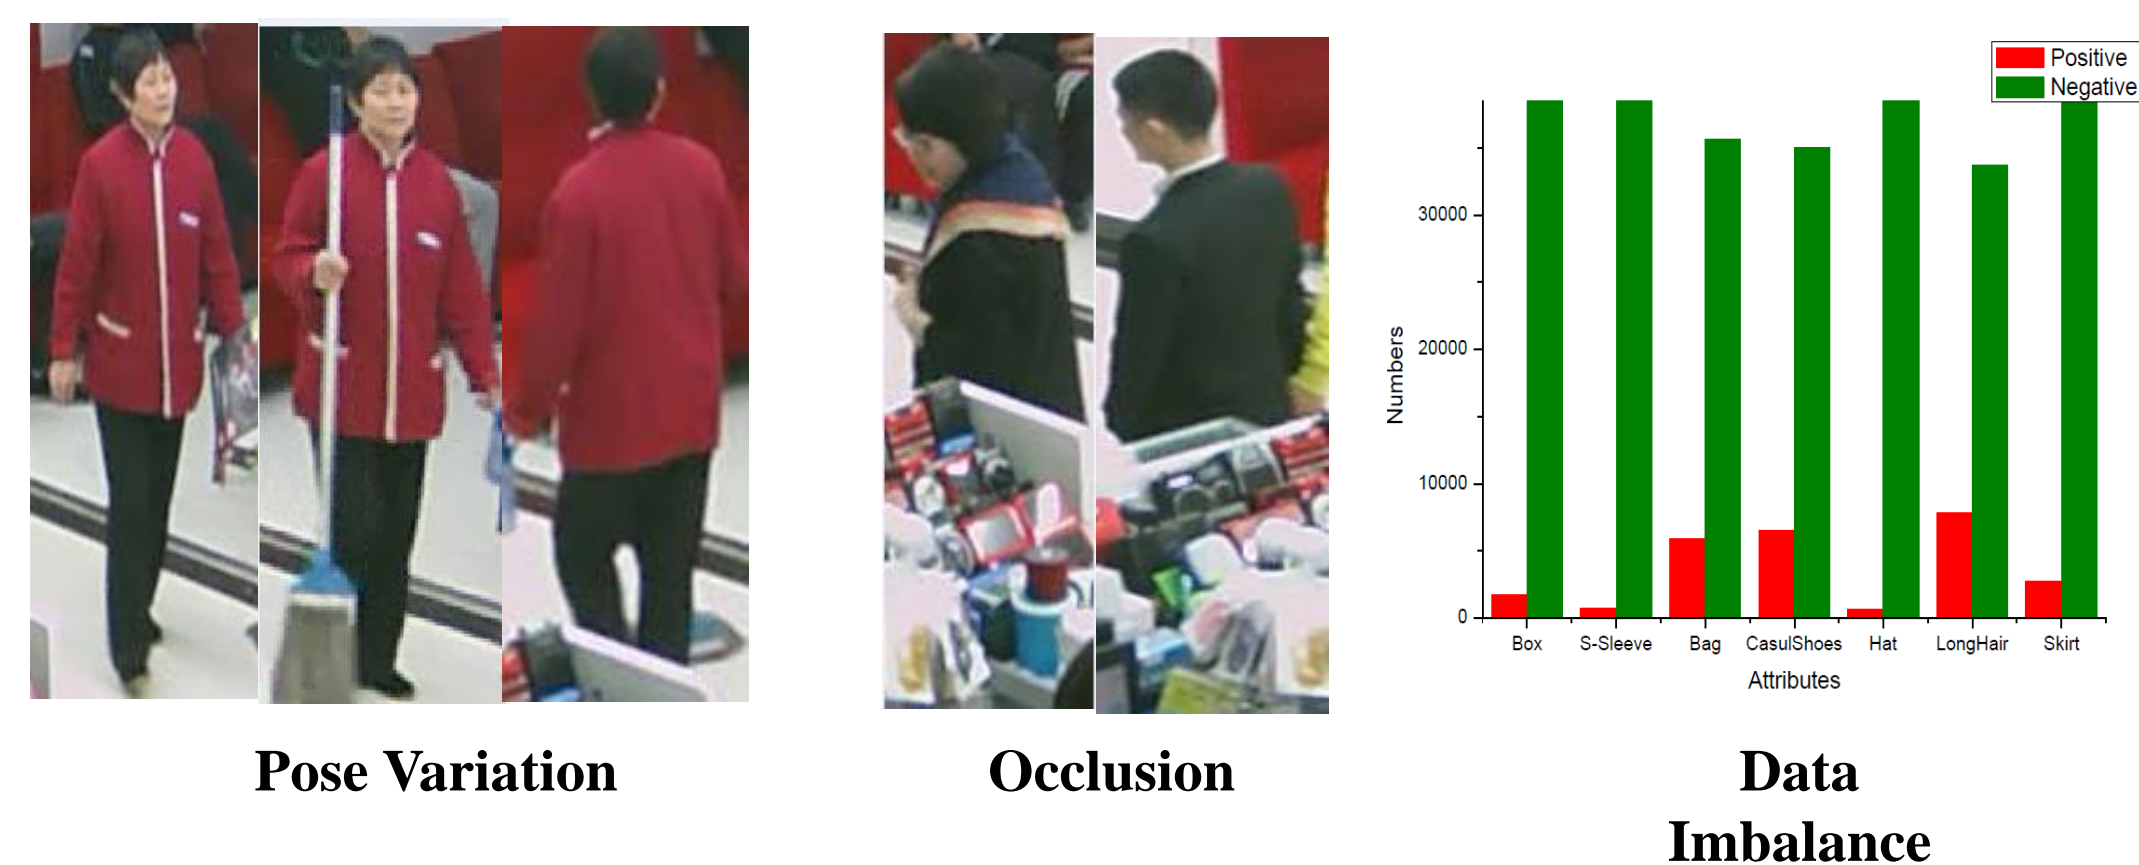 Positive
Negative
30000
20000
10000
0
Numbers
Box S-Sleeve Bag CasulShoes Hat LongHair Skirt
Attributes
Pose Variation
Occlusion
Data
Imbalance